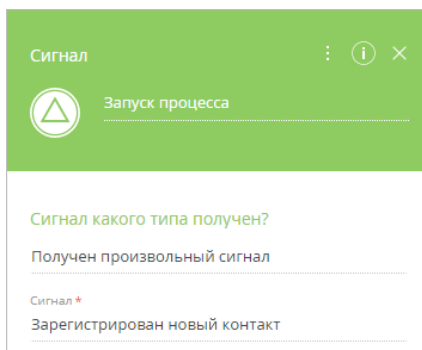 Сигнал
Запуск процесса
Сигнал какого типа получен?
Получен произвольный сигнал
Сигнал *
Зарегистрирован новый контакт